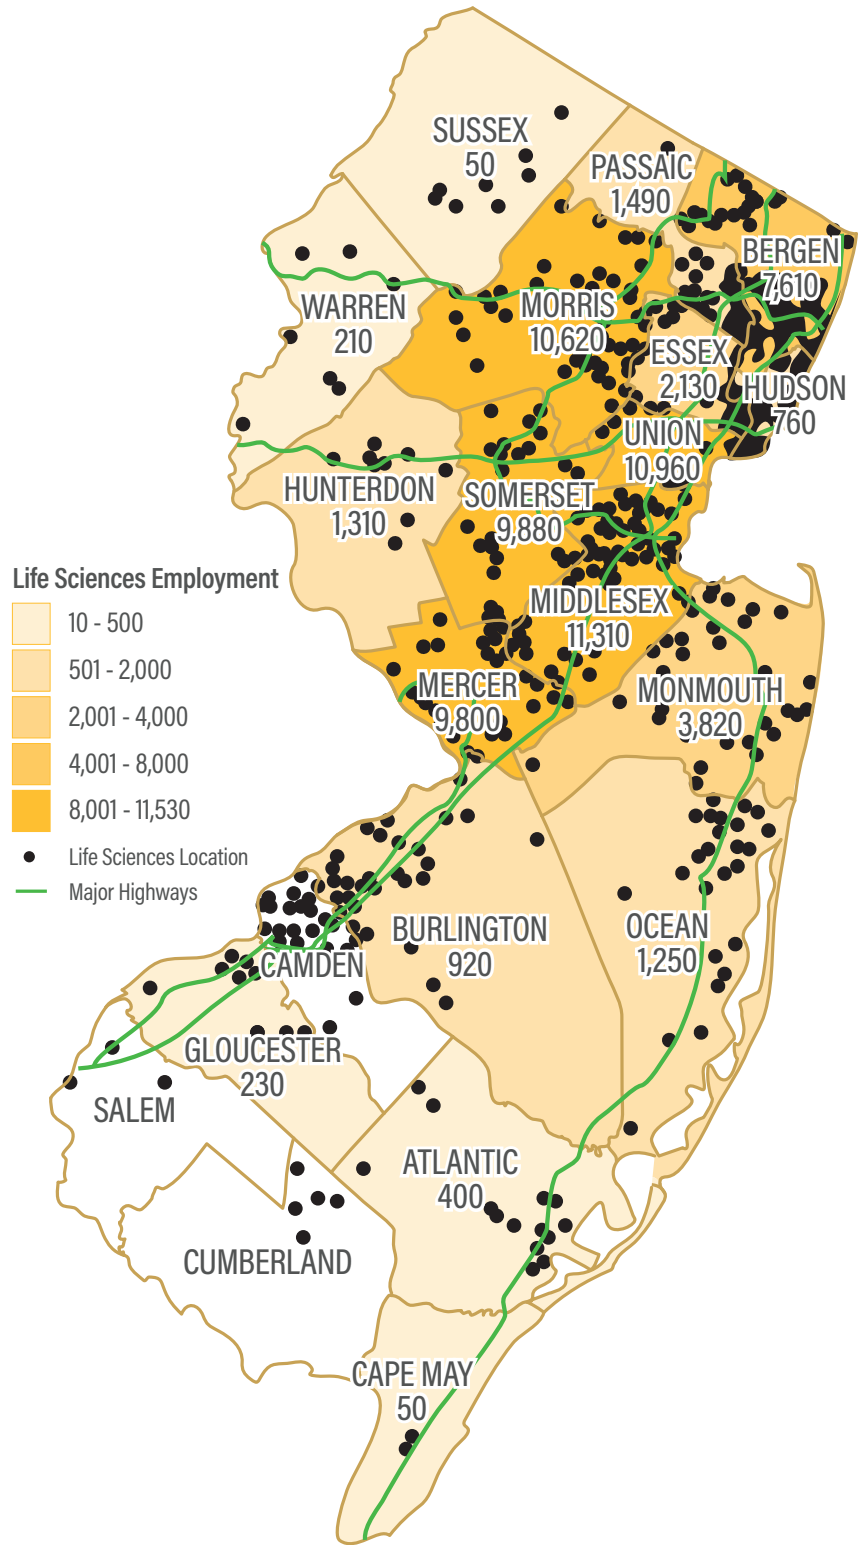 SUSSEX
50
PASSAIC
1,490
BERGEN
7,610
WARREN
210
MORRIS
10,620
ESSEX
2,130
HUDSON
760
UNION
10,960
HUNTERDON
1,310
SOMERSET
9,880
Life Sciences Employment
10 - 500
501 - 2,000
2,001 - 4,000
4,001 - 8,000
8,001 - 11,530
Life Sciences Location
Major Highways
MIDDLESEX
11,310
MERCER
9,800
MONMOUTH
3,820
BURLINGTON
920
OCEAN
1,250
CAMDEN
GLOUCESTER
230
SALEM
ATLANTIC
400
CUMBERLAND
CAPE MAY
50